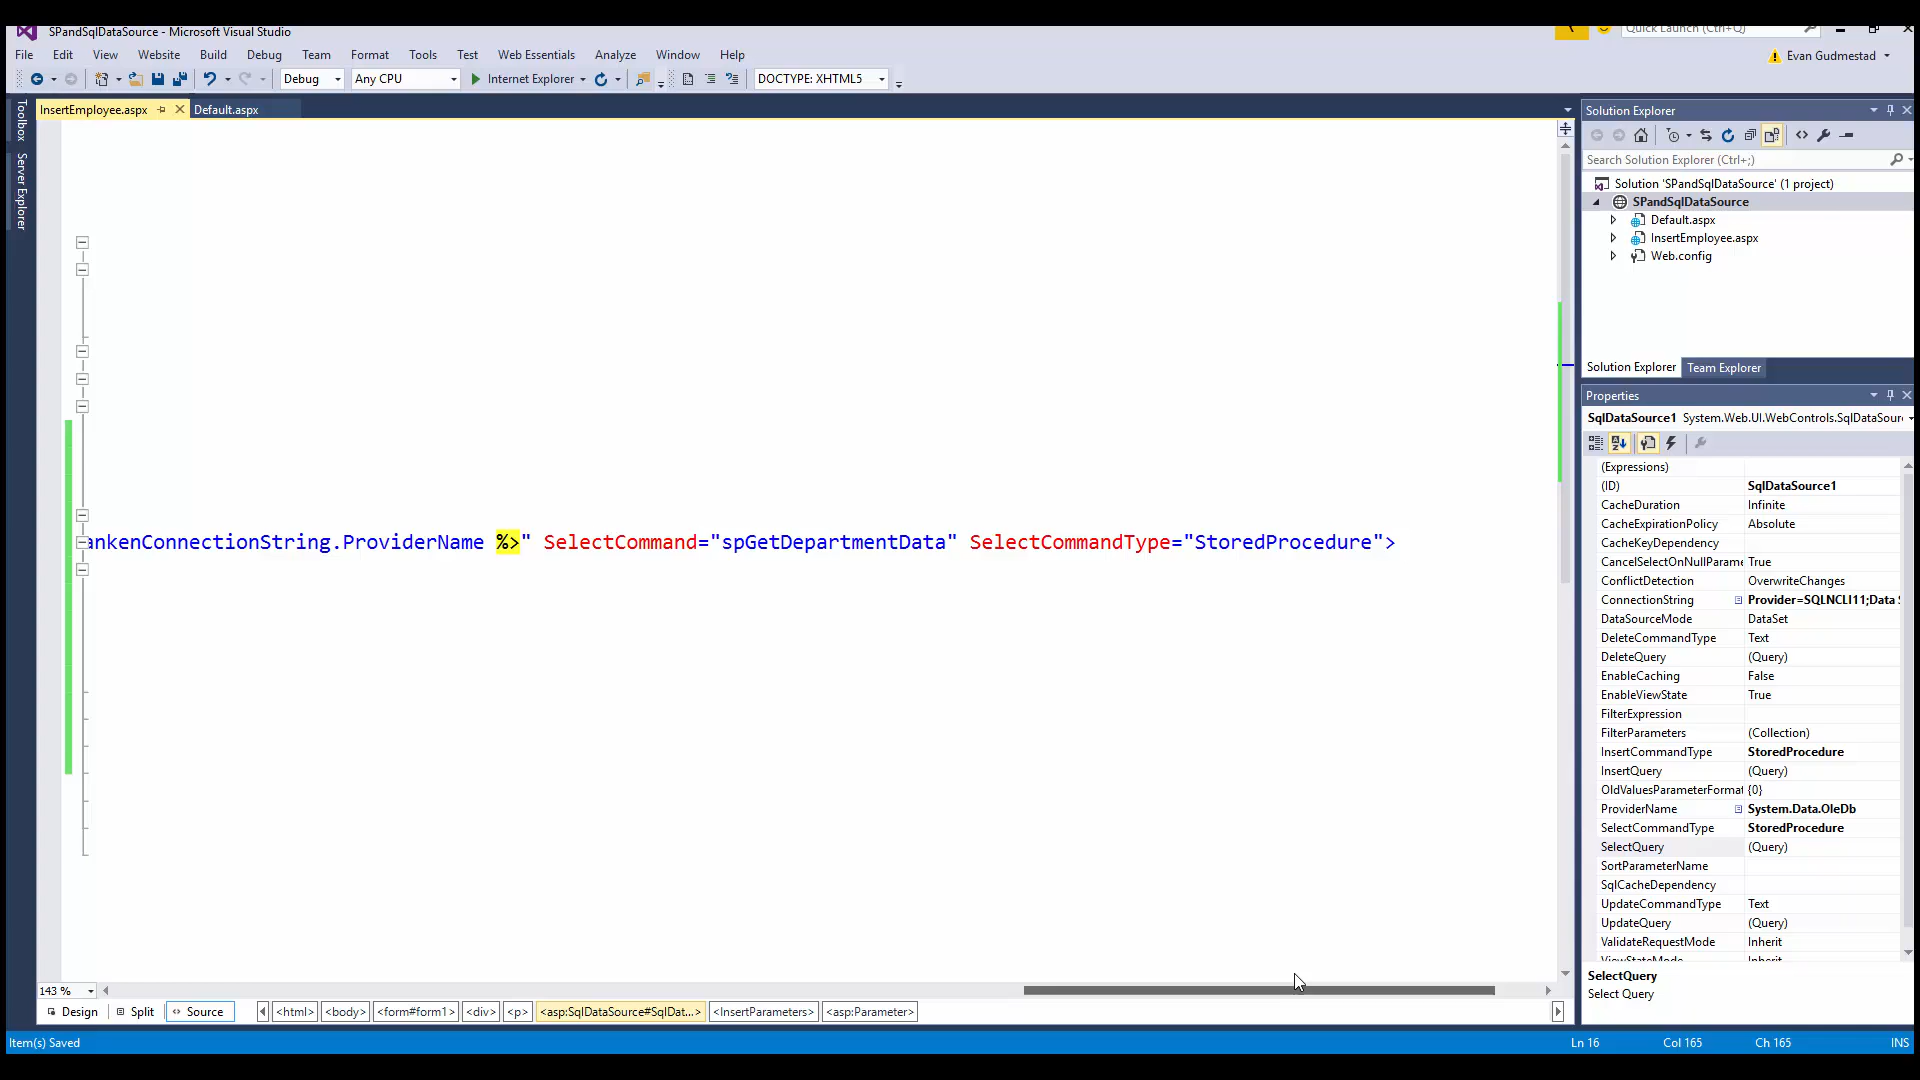 SPandSqlDataSource - Microsoft Visual Studio
Quick Launch (Ctrl+Q)
File Edit View Website Build Debug Team Format Tools Test Web Essentials Analyze Window Help
Evan Gudmestad
Debug Any CPU Internet Explorer DOCTYPE: XHTML5
Toolbox
Server Explorer
InsertEmployee.aspx Default.aspx
ankenConnectionString.ProviderName %>" SelectCommand="spGetDepartmentData" SelectCommandType="StoredProcedure">
143 %
Design Split Source <html> <body> <form#form1> <div> <p> <asp:SqlDataSource#SqlDat...> <InsertParameters> <asp:Parameter>
Solution Explorer
Search Solution Explorer (Ctrl+;)
Solution 'SPandSqlDataSource' (1 project)
SPandSqlDataSource
Default.aspx
InsertEmployee.aspx
Web.config
Solution Explorer Team Explorer
Properties
SqlDataSource1 System.Web.UI.WebControls.SqlDataSour
(Expressions)
(ID) SqlDataSource1
CacheDuration Infinite
CacheExpirationPolicy Absolute
CacheKeyDependency
CancelSelectOnNullParame True
ConflictDetection OverwriteChanges
ConnectionString Provider=SQLNCLI11;Data S
DataSourceMode DataSet
DeleteCommandType Text
DeleteQuery (Query)
EnableCaching False
EnableViewState True
FilterExpression
FilterParameters (Collection)
InsertCommandType StoredProcedure
InsertQuery (Query)
OldValuesParameterFormat {0}
ProviderName System.Data.OleDb
SelectCommandType StoredProcedure
SelectQuery (Query)
SortParameterName
SqlCacheDependency
UpdateCommandType Text
UpdateQuery (Query)
ValidateRequestMode Inherit
ViewStateMode Inherit
SelectQuery
Select Query
Item(s) Saved Ln 16 Col 165 Ch 165 INS